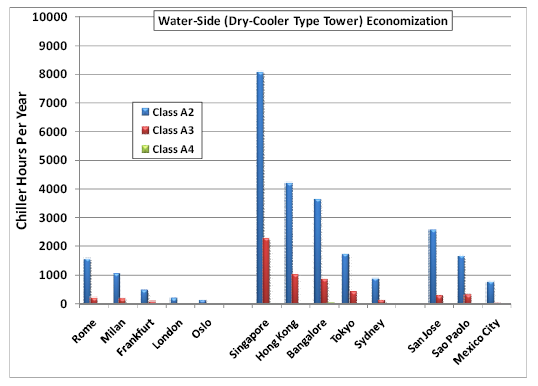 Water-Side (Dry-Cooler Type Tower) Economization
10000
9000
8000
7000
6000
5000
4000
3000
2000
1000
0
Chiller Hours Per Year
Class A2
Class A3
Class A4
Rome
Milan
Frankfurt
London
Oslo
Singapore
Hong Kong
Bangalore
Tokyo
Sydney
San Jose
Sao Paolo
Mexico City